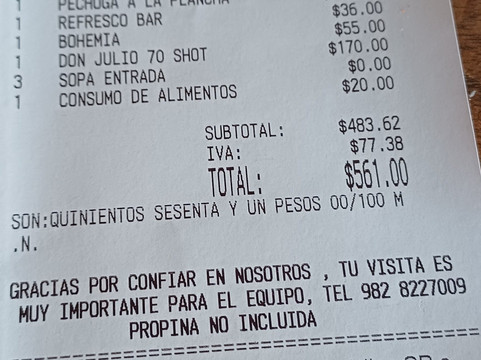 1 PECHUGA A LA PLANCHA
1 REFRESCO BAR $36.00
1 BOHEMIA $55.00
1 DON JULIO 70 SHOT $170.00
3 SOPA ENTRADA $0.00
1 CONSUMO DE ALIMENTOS $20.00
SUBTOTAL: $483.62
IVA: $77.38
TOTAL: $561.00
SON:QUINIENTOS SESENTA Y UN PESOS 00/100 M
.N.
GRACIAS POR CONFIAR EN NOSOTROS , TU VISITA ES
MUY IMPORTANTE PARA EL EQUIPO, TEL 982 8227009
PROPINA NO INCLUIDA